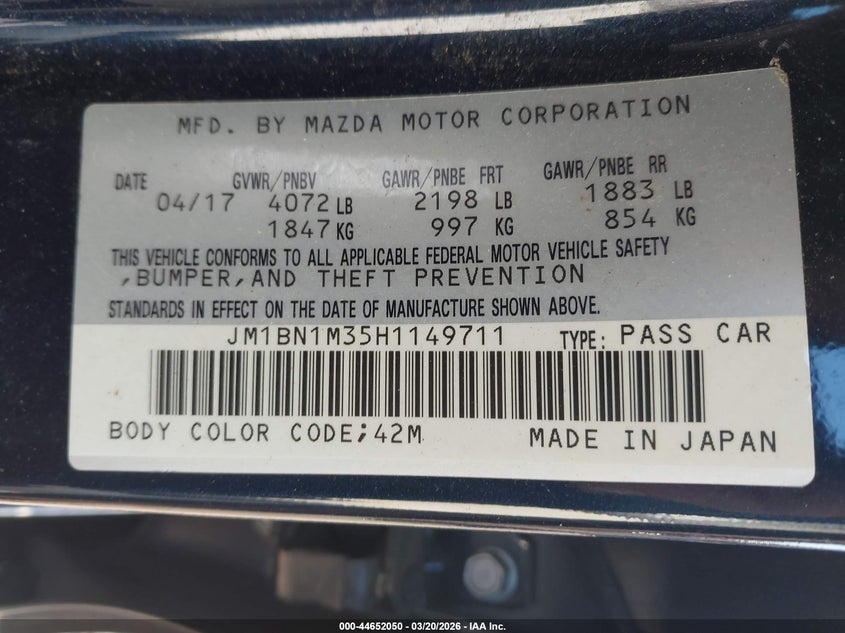 MFD. BY MAZDA MOTOR CORPORATION
DATE GVWR/PNBV GAWR/PNBE FRT GAWR/PNBE RR
04/17 4072 LB 2198 LB 1883 LB
1847 KG 997 KG 854 KG
THIS VEHICLE CONFORMS TO ALL APPLICABLE FEDERAL MOTOR VEHICLE SAFETY
,BUMPER,AND THEFT PREVENTION
STANDARDS IN EFFECT ON THE DATE OF MANUFACTURE SHOWN ABOVE.
JM1BN1M35H1149711 TYPE: PASS CAR
BODY COLOR CODE;42M MADE IN JAPAN
000-44652050 - 03/20/2026 - IAA Inc.